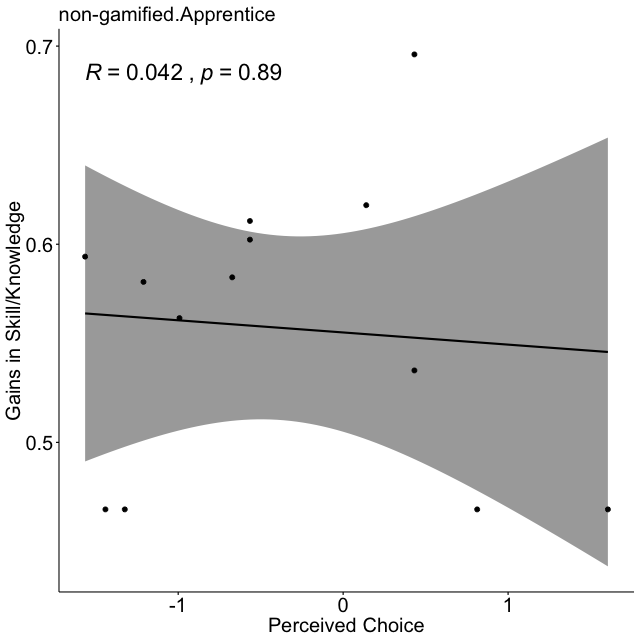 non-gamified.Apprentice
0.7
R = 0.042 , p = 0.89
0.6
0.5
Gains in Skill/Knowledge
-1 0 1
Perceived Choice